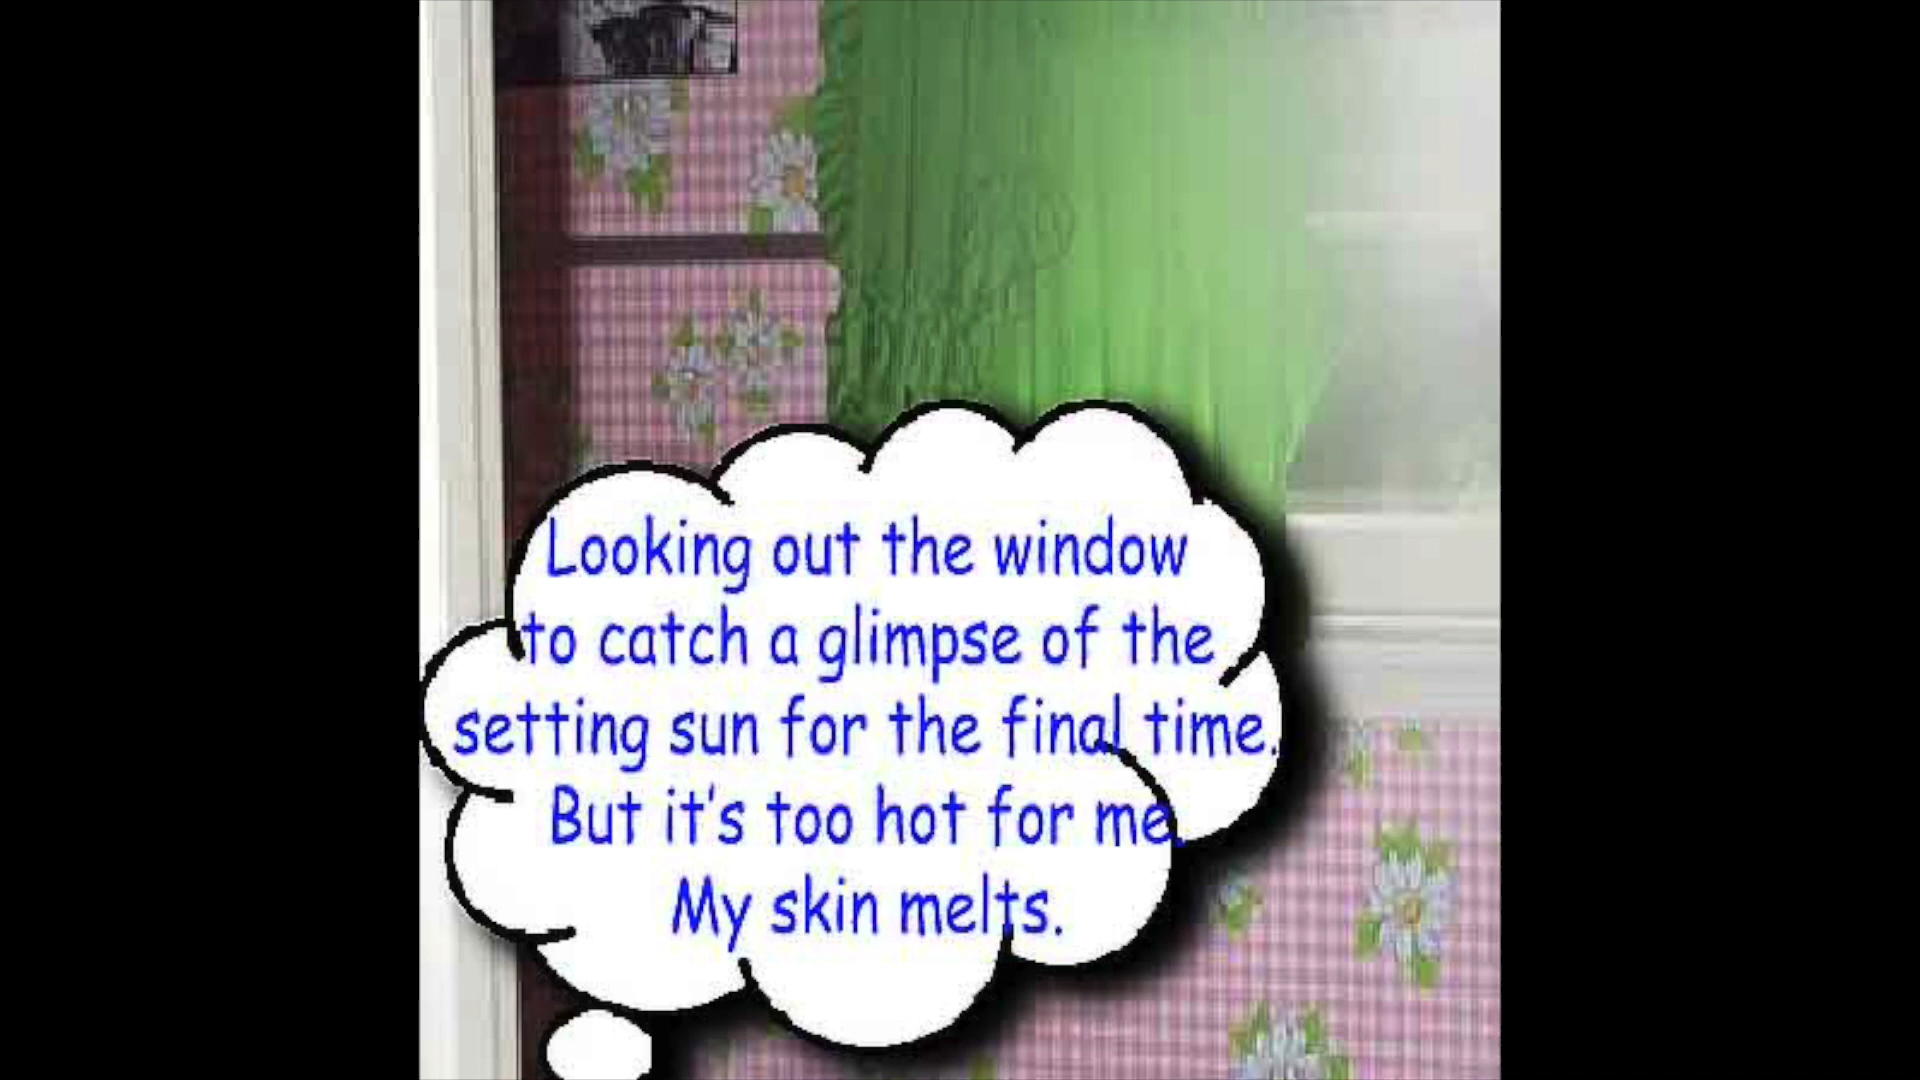 Looking out the window
to catch a glimpse of the
setting sun for the final time.
But it's too hot for me.
My skin melts.